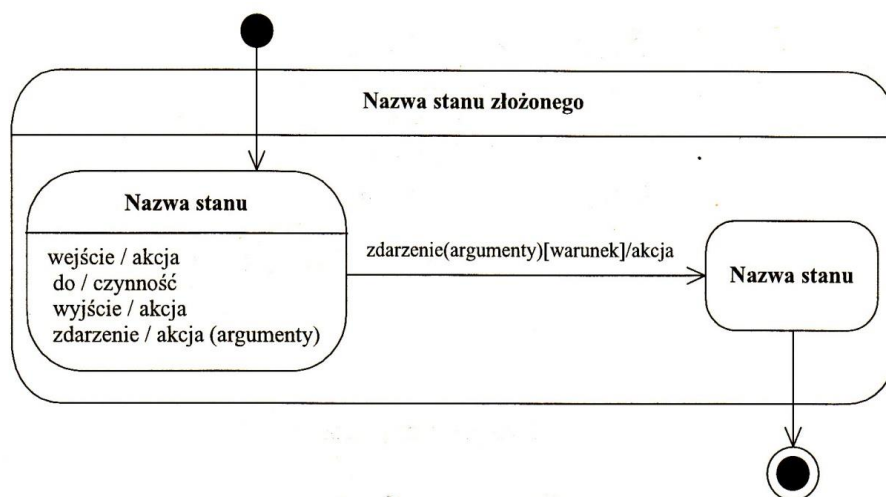 Nazwa stanu złożonego
Nazwa stanu
wejście / akcja
do / czynność
wyjście / akcja
zdarzenie / akcja (argumenty)
zdarzenie(argumenty)[warunek]/akcja
Nazwa stanu